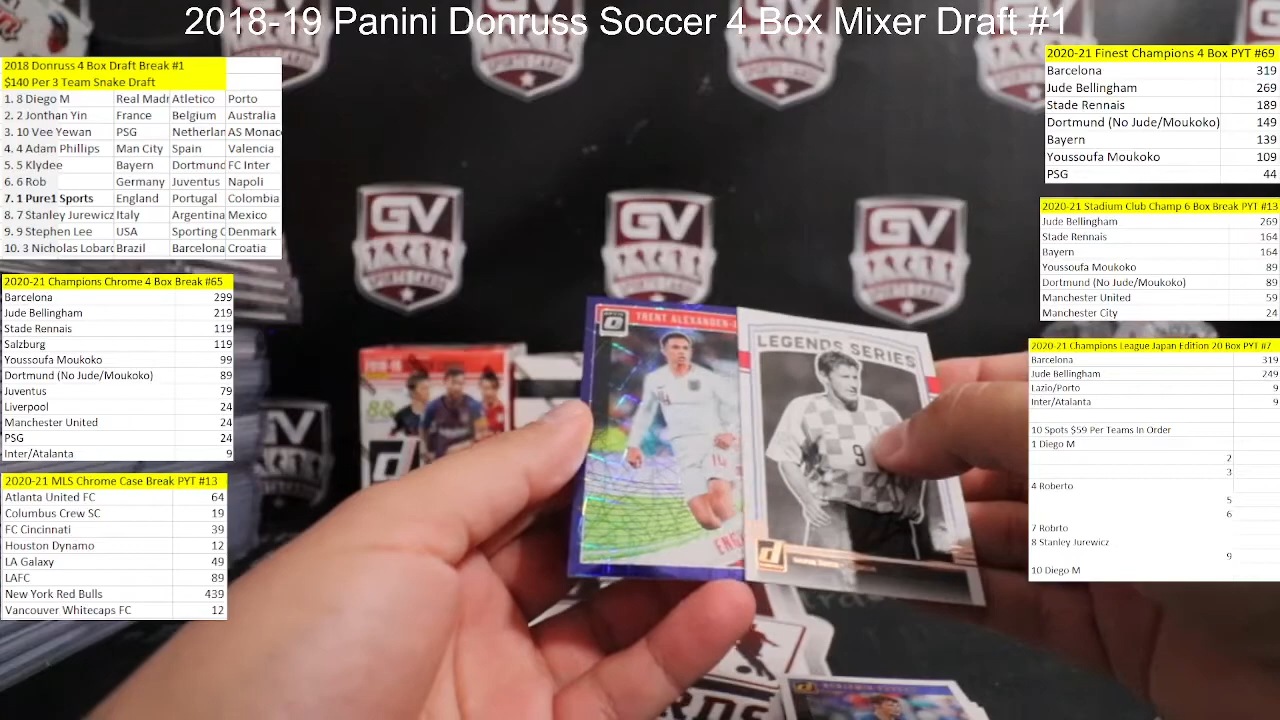 2018-19 Panini Donruss Soccer 4 Box Mixer Draft #1
2018 Donruss 4 Box Draft Break #1
$140 Per 3 Team Snake Draft
1. 8 Diego M Real Madr Atletico Porto
2. 2 Jonthan Yin France Belgium Australia
3. 10 Vee Yewan PSG Netherlan AS Monac
4. 4 Adam Phillips Man City Spain Valencia
5. 5 Klydee Bayern Dortmund FC Inter
6. 6 Rob Germany Juventus Napoli
7. 1 Pure1 Sports England Portugal Colombia
8. 7 Stanley Jurewicz Italy Argentina Mexico
9. 9 Stephen Lee USA Sporting C Denmark
10. 3 Nicholas Lobard Brazil Barcelona Croatia
2020-21 Champions Chrome 4 Box Break #65
Barcelona 299
Jude Bellingham 219
Stade Rennais 119
Salzburg 119
Youssoufa Moukoko 99
Dortmund (No Jude/Moukoko) 89
Juventus 79
Liverpool 24
Manchester United 24
PSG 24
Inter/Atalanta 9
2020-21 MLS Chrome Case Break PYT #13
Atlanta United FC 64
Columbus Crew SC 19
FC Cincinnati 39
Houston Dynamo 12
LA Galaxy 49
LAFC 89
New York Red Bulls 439
Vancouver Whitecaps FC 12
2020-21 Finest Champions 4 Box PYT #69
Barcelona 319
Jude Bellingham 269
Stade Rennais 189
Dortmund (No Jude/Moukoko) 149
Bayern 139
Youssoufa Moukoko 109
PSG 44
2020-21 Stadium Club Champ 6 Box Break PYT #13
Jude Bellingham 269
Stade Rennais 164
Bayern 164
Youssoufa Moukoko 89
Dortmund (No Jude/Moukoko) 89
Manchester United 59
Manchester City 24
2020-21 Champions League Japan Edition 20 Box PYT #7
Barcelona 319
Jude Bellingham 249
Lazio/Porto 9
Inter/Atalanta 9
10 Spots $59 Per Teams In Order
1 Diego M
2
3
4 Roberto
5
6
7 Robrto
8 Stanley Jurewicz
9
10 Diego M
GV
GV
GV
GV
TRENT ALEXANDER-
14
ENG
LEGENDS SERIES
9
88